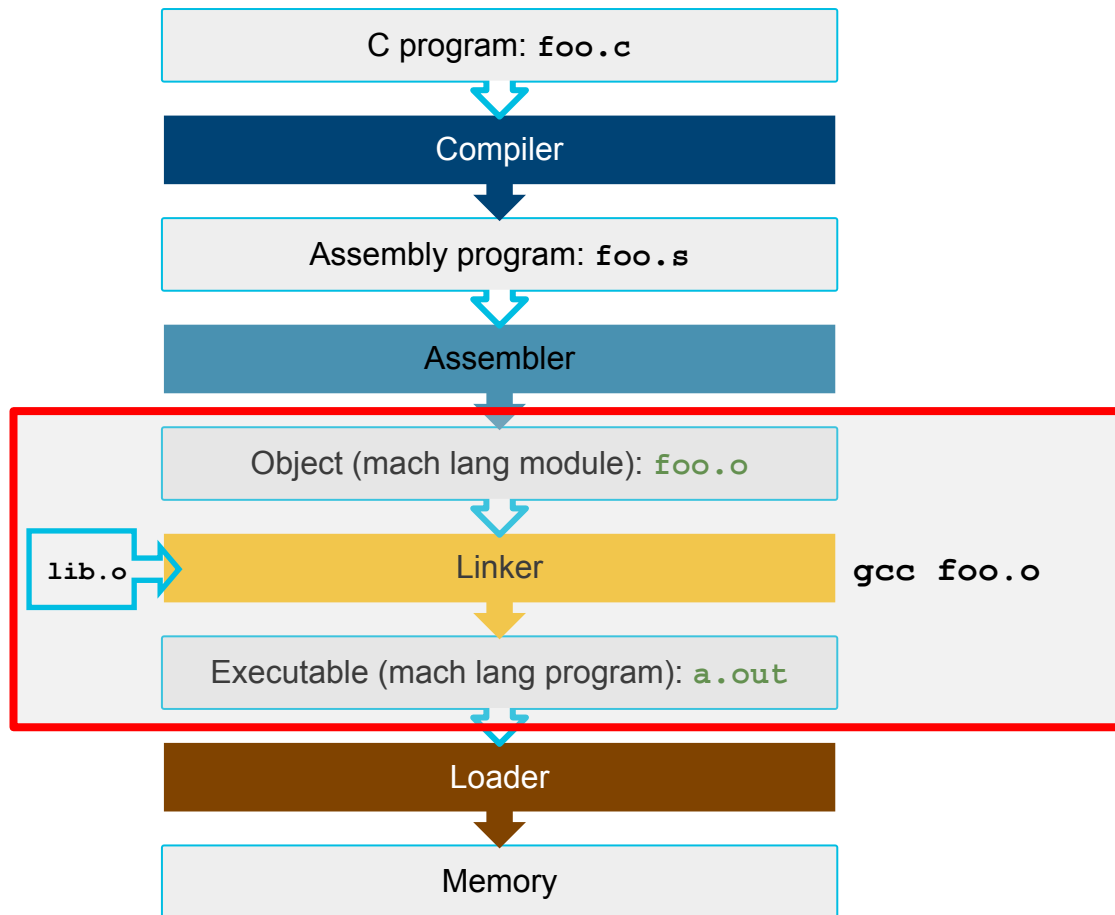 C program: foo.c
Compiler
Assembly program: foo.s
Assembler
Object (mach lang module): foo.o
lib.o
Linker
gcc foo.o
Executable (mach lang program): a.out
Loader
Memory